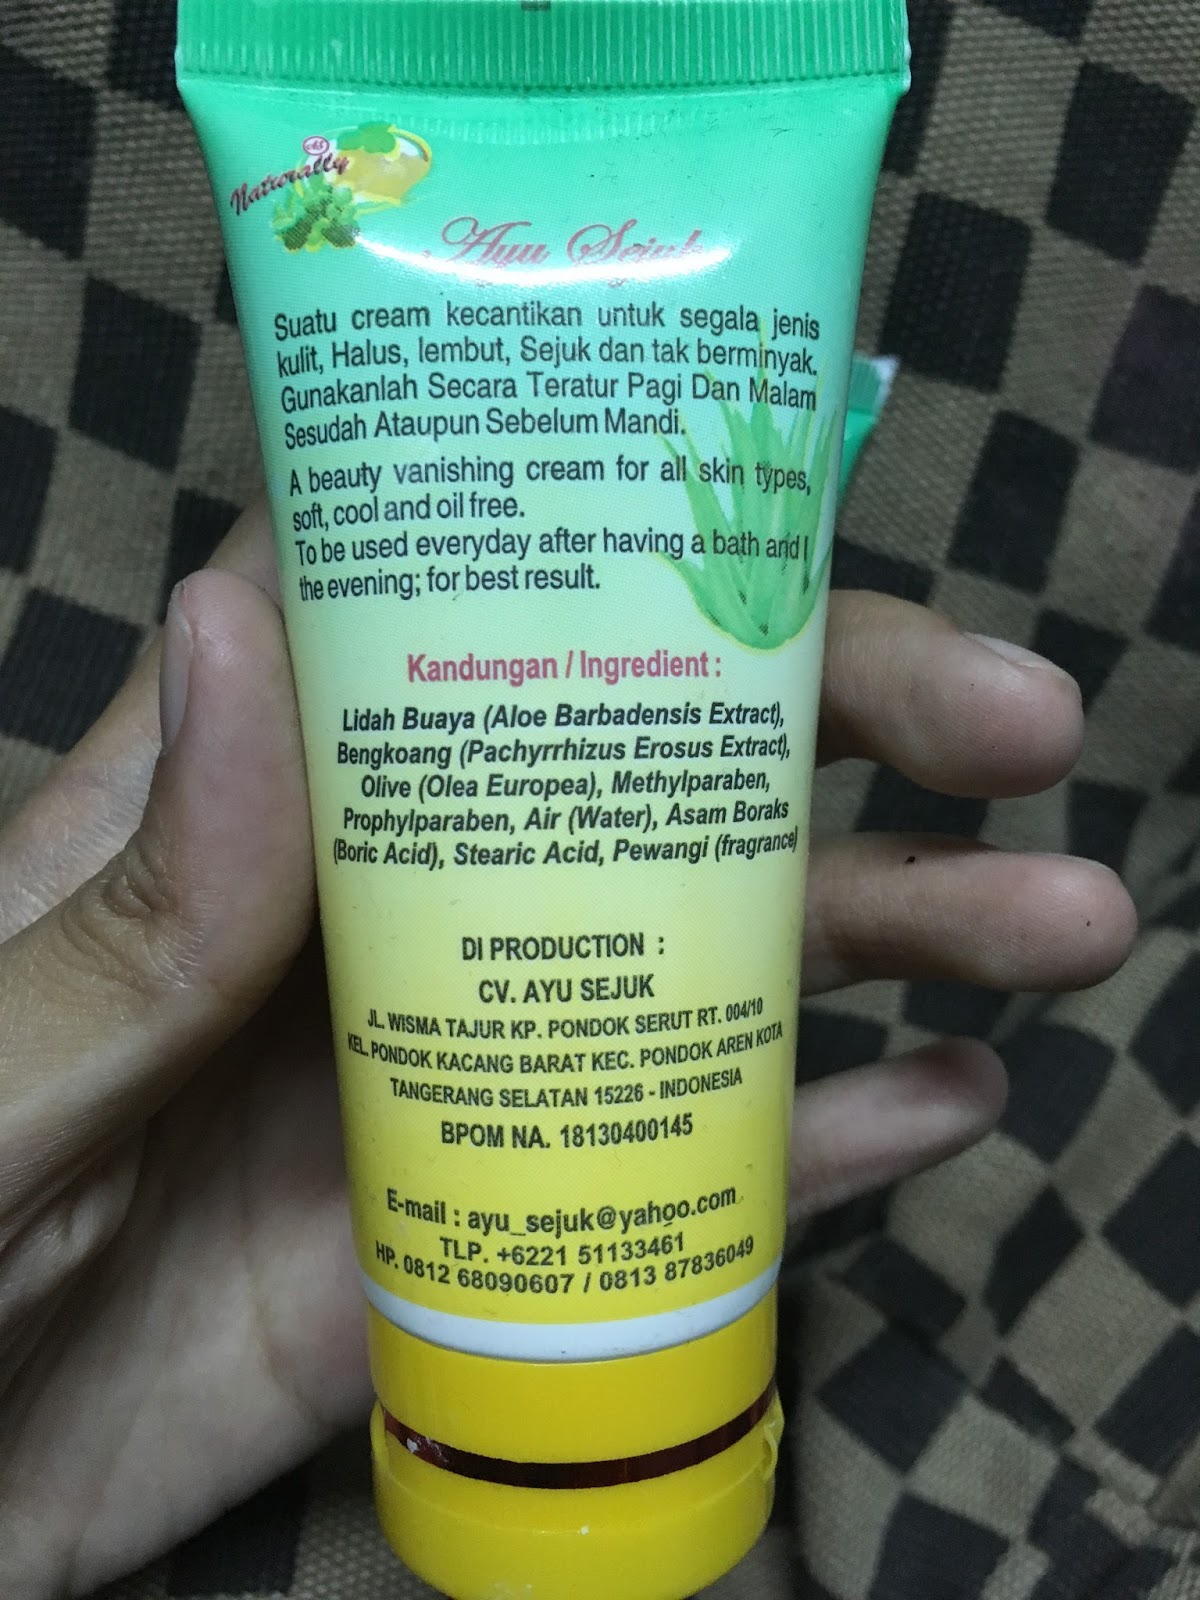 Naturally
Ayu Sejuk
Suatu cream kecantikan untuk segala jenis
kulit, Halus, lembut, Sejuk dan tak berminyak.
Gunakanlah Secara Teratur Pagi Dan Malam
Sesudah Ataupun Sebelum Mandi.
A beauty vanishing cream for all skin types,
soft, cool and oil free.
To be used everyday after having a bath and
the evening; for best result.
Kandungan / Ingredient :
Lidah Buaya (Aloe Barbadensis Extract),
Bengkoang (Pachyrrhizus Erosus Extract),
Olive (Olea Europea), Methylparaben,
Prophylparaben, Air (Water), Asam Boraks
(Boric Acid), Stearic Acid, Pewangi (fragrance)
DI PRODUCTION :
CV. AYU SEJUK
JL. WISMA TAJUR KP. PONDOK SERUT RT. 004/10
KEL. PONDOK KACANG BARAT KEC. PONDOK AREN KOTA
TANGERANG SELATAN 15226 - INDONESIA
BPOM NA. 18130400145
E-mail : ayu_sejuk@yahoo.com
TLP. +6221 51133461
HP. 0812 68090607 / 0813 87836049